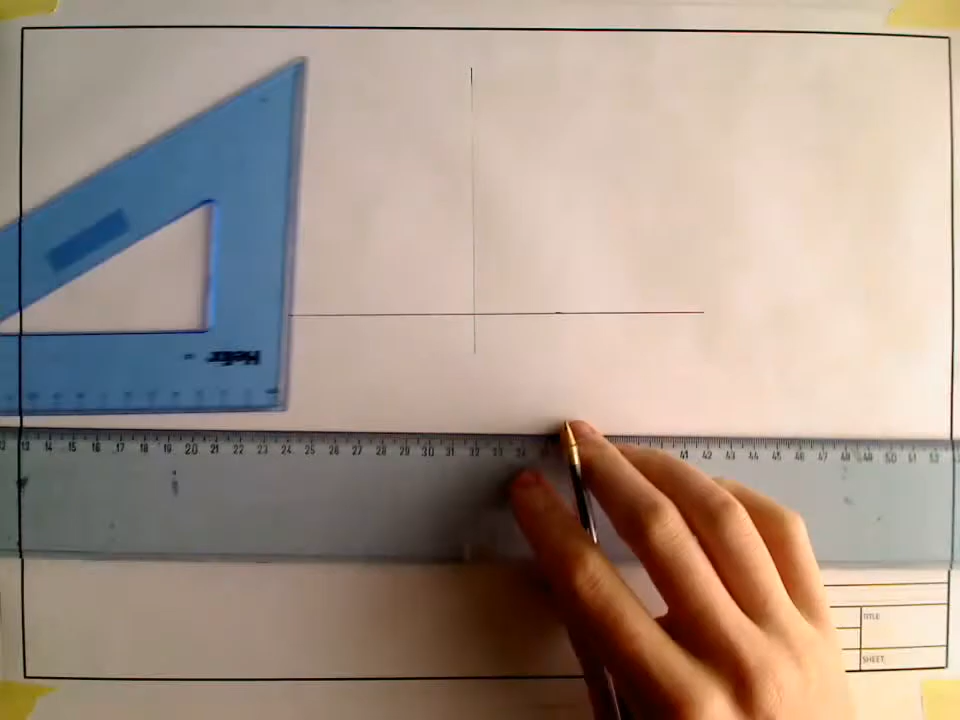 Helix
13 14 15 16 17 18 19 20 21 22 23 24 25 26 27 28 29 30 31 32 33 34 41 42 43 44 45 46 47 48 49 50 51 52
TITLE
SHEET